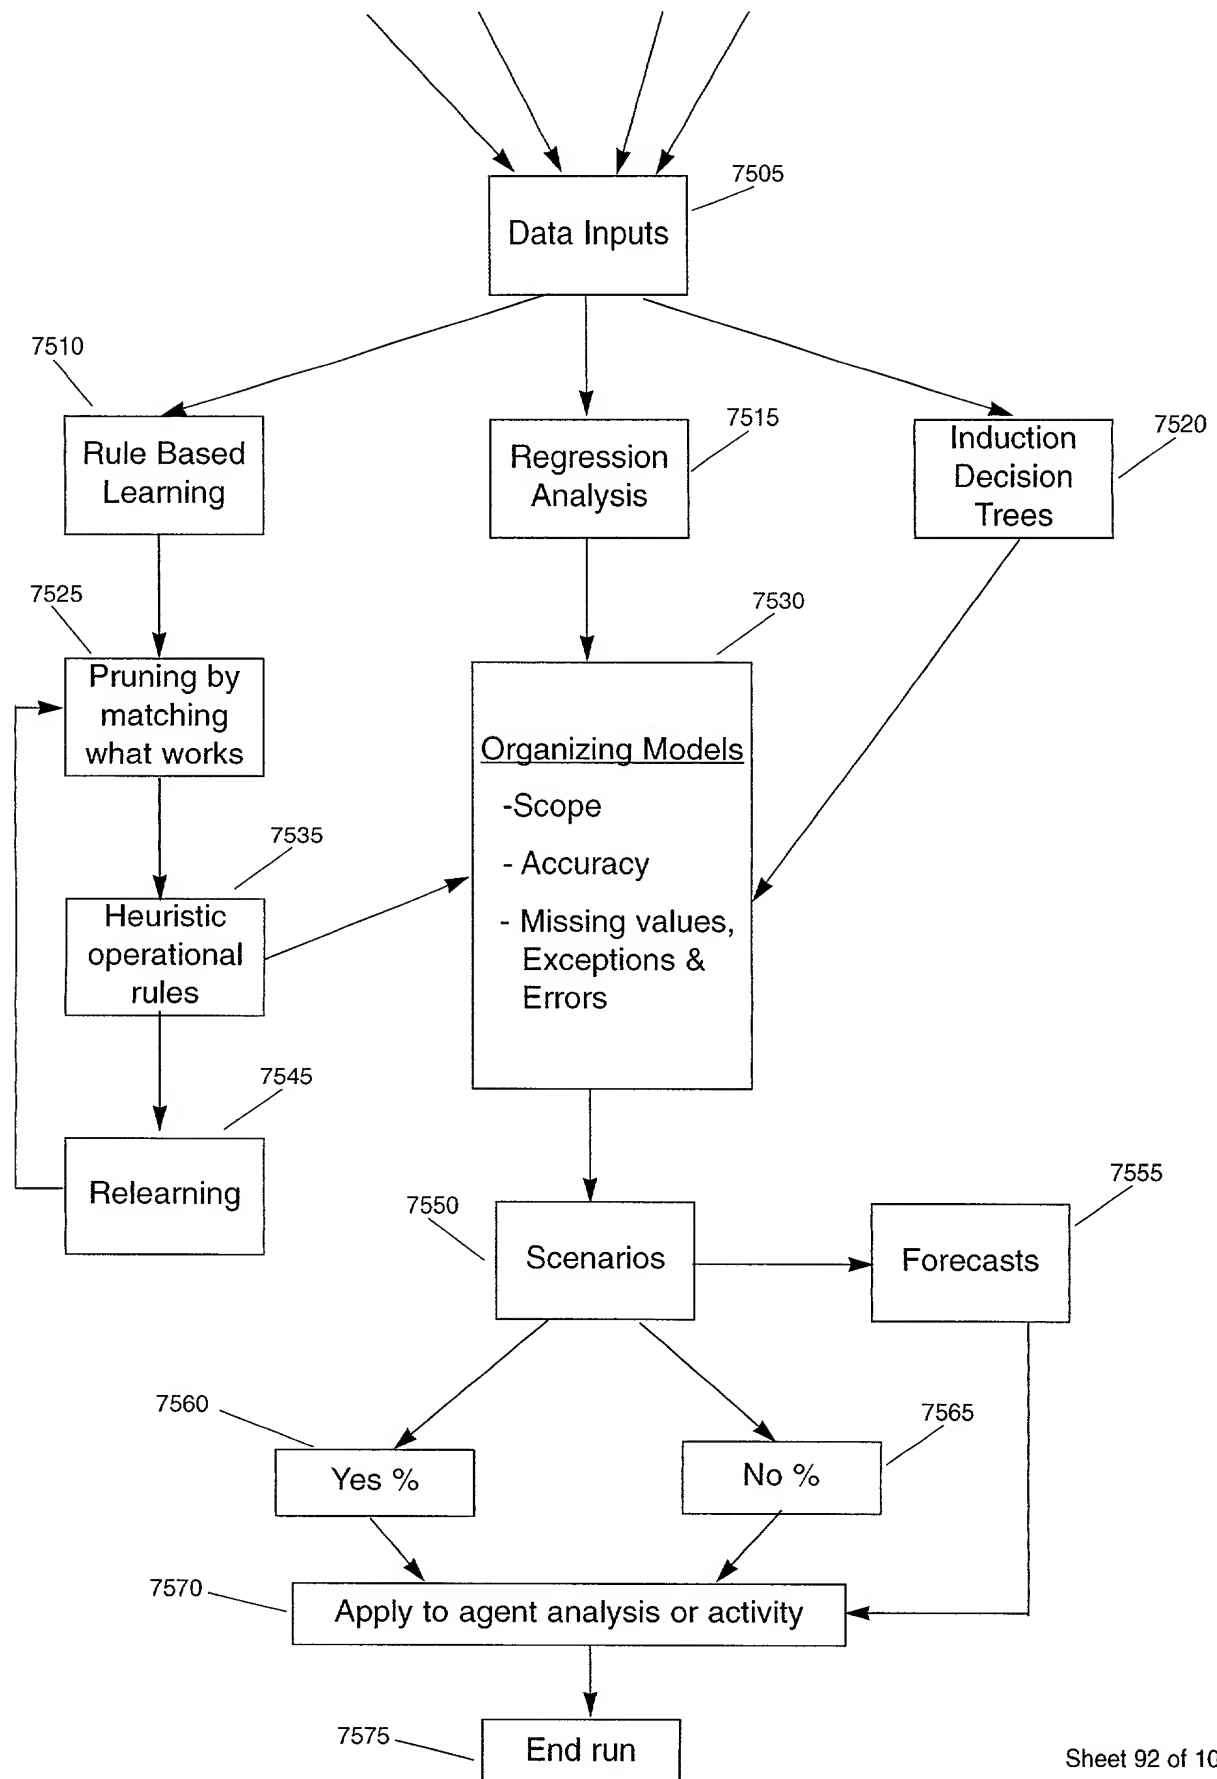 7505
Data Inputs
7510
Rule Based
Learning
7515
Regression
Analysis
7520
Induction
Decision
Trees
7525
Pruning by
matching
what works
7530
Organizing Models
-Scope
- Accuracy
- Missing values,
Exceptions &
Errors
7535
Heuristic
operational
rules
7545
Relearning
7550
Scenarios
7555
Forecasts
7560
Yes %
7565
No %
7570
Apply to agent analysis or activity
7575
End run
Sheet 92 of 10